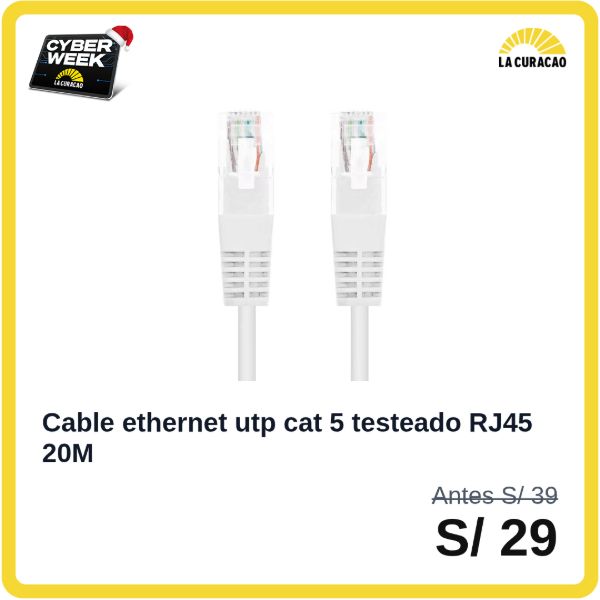 CYBER
WEEK
LA CURACAO
LA CURACAO
Cable ethernet utp cat 5 testeado RJ45
20M
Antes S/ 39
S/ 29